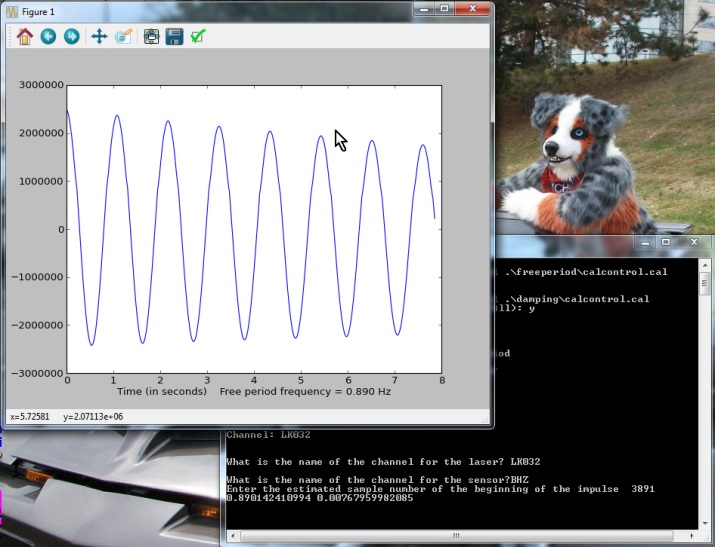 Figure 1
3000000
2000000
1000000
0
−1000000
−2000000
−3000000
0 1 2 3 4 5 6 7 8
Time (in seconds) Free period frequency = 0.890 Hz
x=5.72581 y=2.07113e+06
.\freeperiod\calcontrol.cal
.\damping\calcontrol.cal
ll): y
od
Channel: LK032
What is the name of the channel for the laser? LK032
What is the name of the channel for the sensor?BHZ
Enter the estimated sample number of the beginning of the impulse 3891
0.890142410994 0.00767959982085